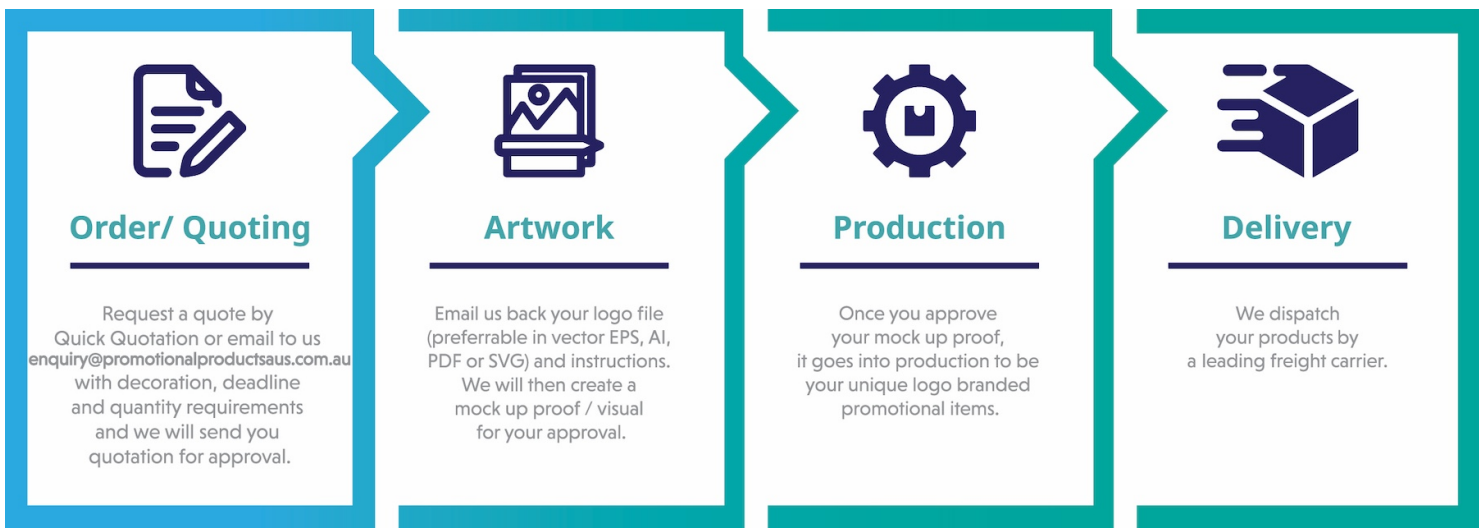 Order/ Quoting
Request a quote by
Quick Quotation or email to us
enquiry@promotionalproductsaus.com.au
with decoration, deadline
and quantity requirements
and we will send you
quotation for approval.
Artwork
Email us back your logo file
(preferrable in vector EPS, AI,
PDF or SVG) and instructions.
We will then create a
mock up proof / visual
for your approval.
Production
Once you approve
your mock up proof,
it goes into production to be
your unique logo branded
promotional items.
Delivery
We dispatch
your products by
a leading freight carrier.